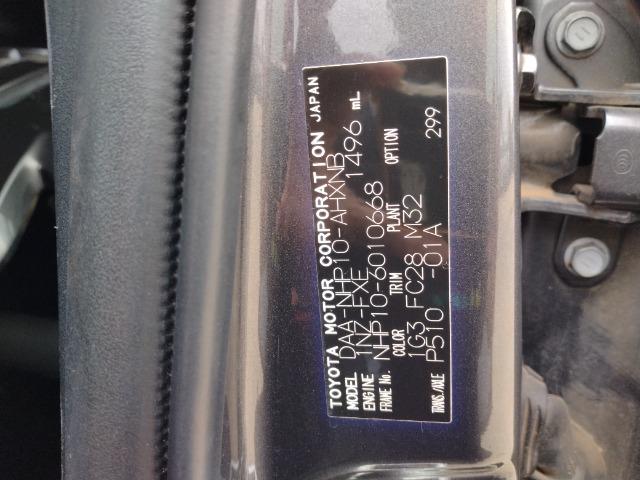 TOYOTA MOTOR CORPORATION JAPAN
MODEL DAA-NHP10-AHXNB
ENGINE 1NZ-FXE 1496 mL
FRAME No. NHP10-6010668
COLOR TRIM PLANT OPTION
1G3 FC28 M32 299
TRANS./AXLE P510 -01A